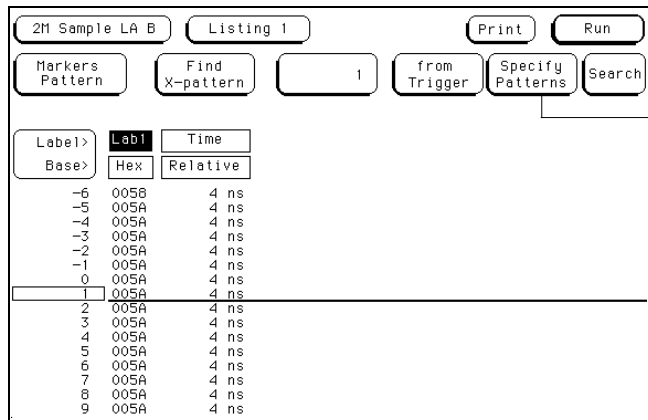 2M Sample LA B Listing 1 Print Run
Markers Pattern Find X-pattern 1 from Trigger Specify Patterns Search
Label> Lab1 Time
Base> Hex Relative
-6 0058 4 ns
-5 005A 4 ns
-4 005A 4 ns
-3 005A 4 ns
-2 005A 4 ns
-1 005A 4 ns
0 005A 4 ns
1 005A 4 ns
2 005A 4 ns
3 005A 4 ns
4 005A 4 ns
5 005A 4 ns
6 005A 4 ns
7 005A 4 ns
8 005A 4 ns
9 005A 4 ns